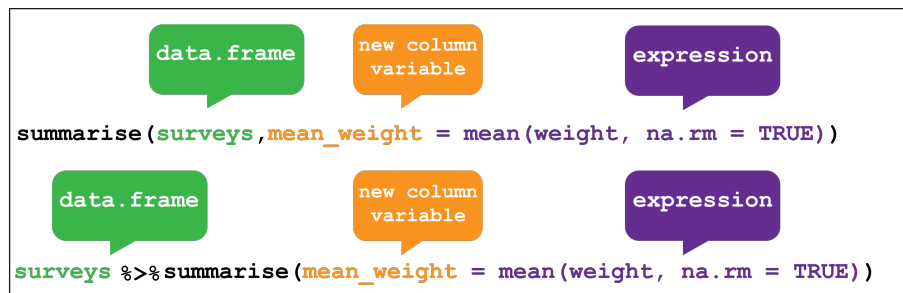 data.frame
new column
variable
expression
summarise(surveys,mean_weight = mean(weight, na.rm = TRUE))
data.frame
new column
variable
expression
surveys %>% summarise(mean_weight = mean(weight, na.rm = TRUE))